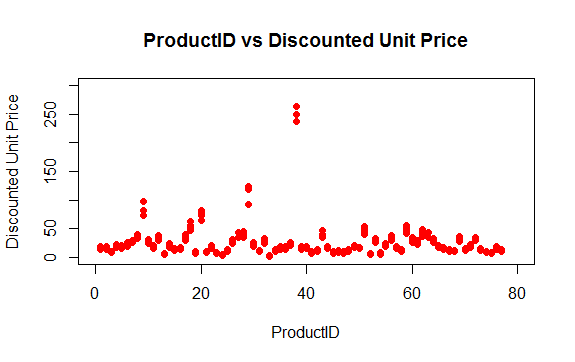 ProductID vs Discounted Unit Price
Discounted Unit Price
250
150
50
0
0 20 40 60 80
ProductID